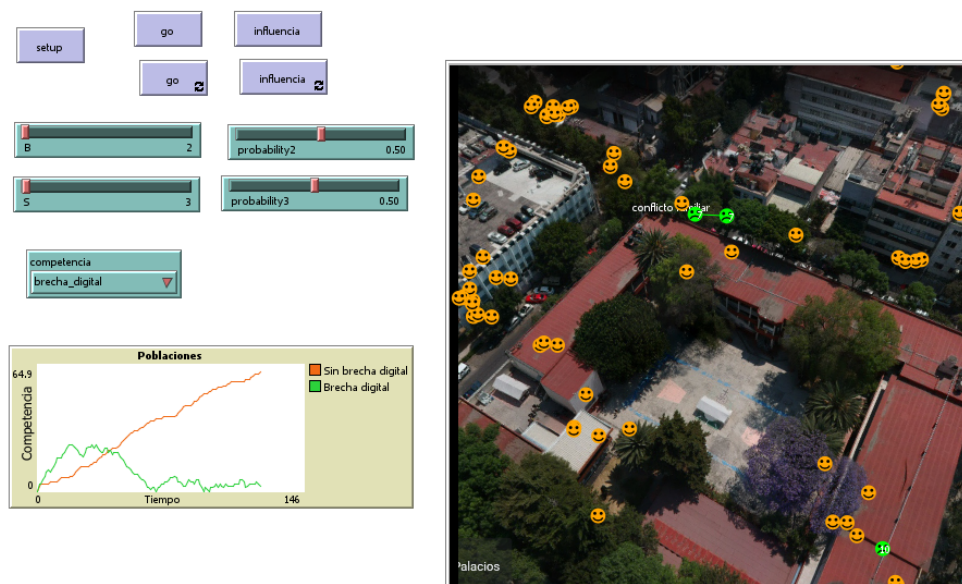 setup
go
influencia
go
influencia
B
2
probability2
0.50
S
3
probability3
0.50
competencia
brecha_digital
Poblaciones
64.9
0
Competencia
0
Tiempo
146
Sin brecha digital
Brecha digital
conflicto
10
Palacios